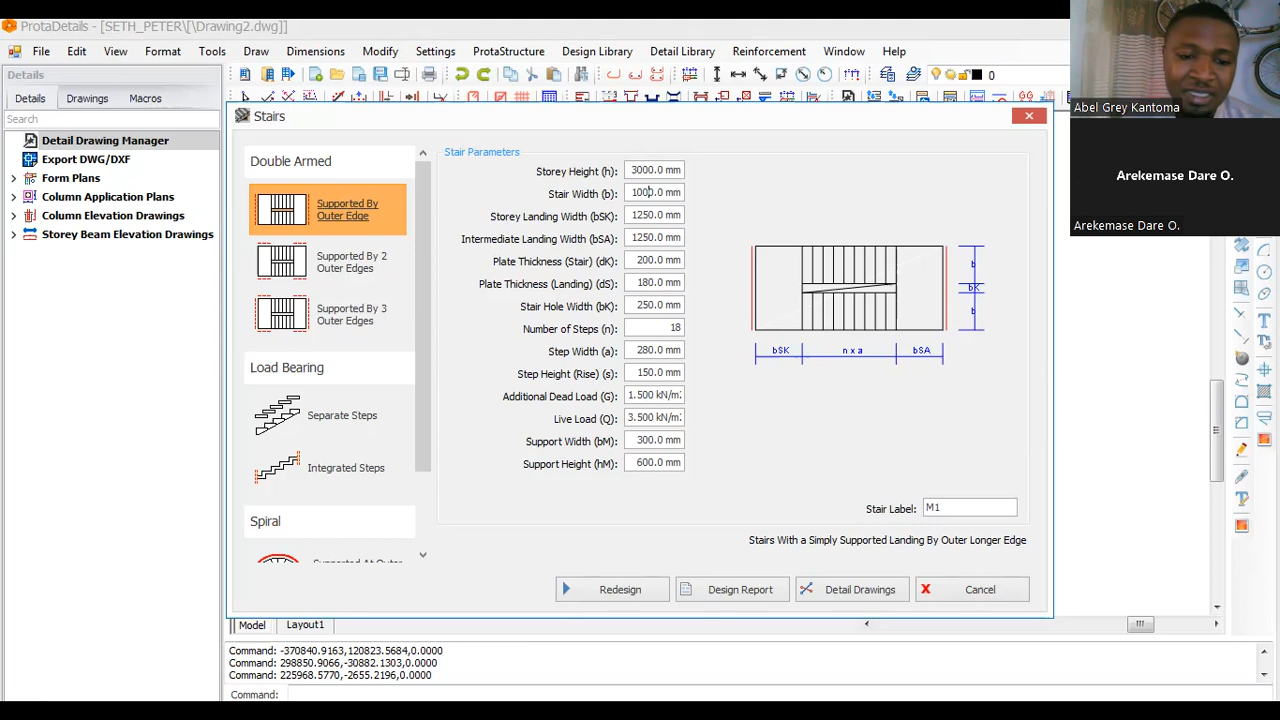 ProtaDetails - [SETH_PETER\[\Drawing2.dwg]]
File Edit View Format Tools Draw Dimensions Modify Settings ProtaStructure Design Library Detail Library Reinforcement Window Help
0
Details
Details Drawings Macros
Search
Detail Drawing Manager
Export DWG/DXF
Form Plans
Column Application Plans
Column Elevation Drawings
Storey Beam Elevation Drawings
Stairs
Double Armed
Supported By
Outer Edge
Supported By 2
Outer Edges
Supported By 3
Outer Edges
Load Bearing
Separate Steps
Integrated Steps
Spiral
Supported At Outer
Stair Parameters
Storey Height (h): 3000.0 mm
Stair Width (b): 1000.0 mm
Storey Landing Width (bSK): 1250.0 mm
Intermediate Landing Width (bSA): 1250.0 mm
Plate Thickness (Stair) (dK): 200.0 mm
Plate Thickness (Landing) (dS): 180.0 mm
Stair Hole Width (bK): 250.0 mm
Number of Steps (n): 18
Step Width (a): 280.0 mm
Step Height (Rise) (s): 150.0 mm
Additional Dead Load (G): 1.500 kN/m
Live Load (Q): 3.500 kN/m
Support Width (bM): 300.0 mm
Support Height (hM): 600.0 mm
b
bK
b
bSK n x a bSA
Stair Label: M1
Stairs With a Simply Supported Landing By Outer Longer Edge
Redesign Design Report Detail Drawings Cancel
Model Layout1
Command: -370840.9163,120823.5684,0.0000
Command: 298850.9066,-30882.1303,0.0000
Command: 225968.5770,-2655.2196,0.0000
Command:
Abel Grey Kantoma
Arekemase Dare O.
Arekemase Dare O.